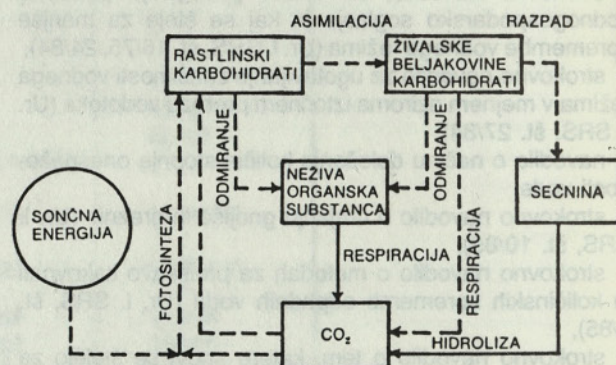 ASIMILACIJA
RAZPAD
RASTLINSKI
KARBOHIDRATI
ŽIVALSKE
BELJAKOVINE
KARBOHIDRATI
ODMIRANJE
ODMIRANJE
NEŽIVA
ORGANSKA
SUBSTANCA
SEČNINA
SONČNA
ENERGIJA
FOTOSINTEZA
RESPIRACIJA
RESPIRACIJA
CO₂
HIDROLIZA